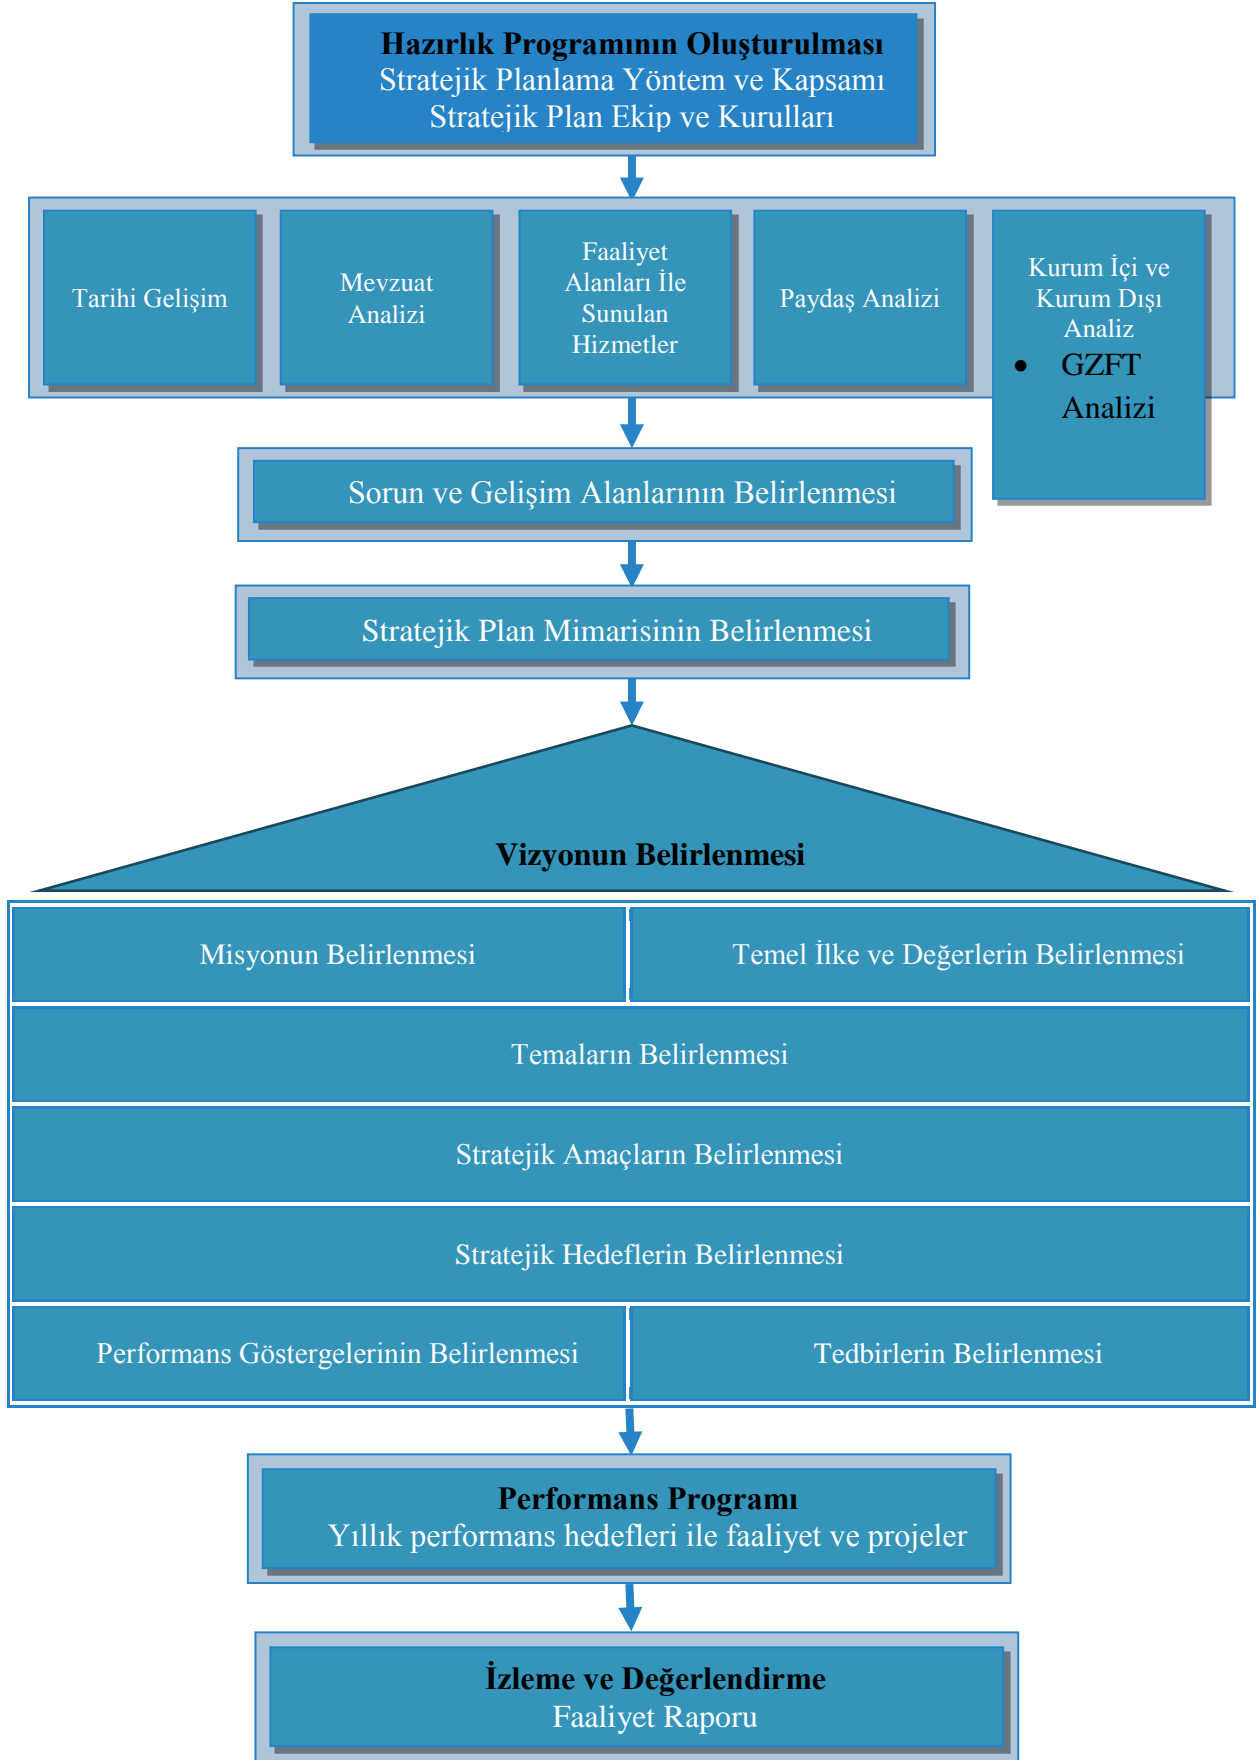 Hazırlık Programının Oluşturulması
Stratejik Planlama Yöntem ve Kapsamı
Stratejik Plan Ekip ve Kurulları
Tarihi Gelişim
Mevzuat
Analizi
Faaliyet
Alanları İle
Sunulan
Hizmetler
Paydaş Analizi
Kurum İçi ve
Kurum Dışı
Analiz
• GZFT
Analizi
Sorun ve Gelişim Alanlarının Belirlenmesi
Stratejik Plan Mimarisinin Belirlenmesi
Vizyonun Belirlenmesi
Misyonun Belirlenmesi
Temel İlke ve Değerlerin Belirlenmesi
Temaların Belirlenmesi
Stratejik Amaçların Belirlenmesi
Stratejik Hedeflerin Belirlenmesi
Performans Göstergelerinin Belirlenmesi
Tedbirlerin Belirlenmesi
Performans Programı
Yıllık performans hedefleri ile faaliyet ve projeler
İzleme ve Değerlendirme
Faaliyet Raporu